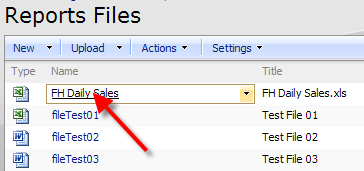 Reports Files
New Upload Actions Settings
Type Name Title
FH Daily Sales FH Daily Sales.xls
fileTest01 Test File 01
fileTest02 Test File 02
fileTest03 Test File 03